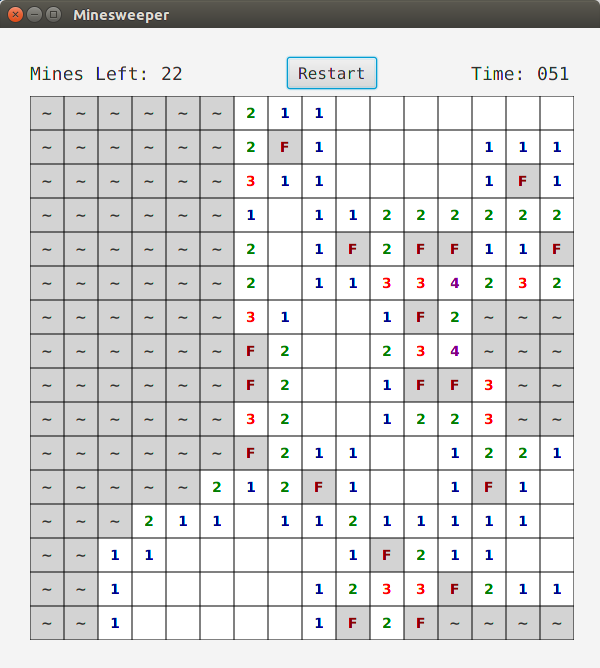 Minesweeper
Mines Left: 22 Restart Time: 051
~ ~ ~ ~ ~ ~ 2 1 1
~ ~ ~ ~ ~ ~ 2 F 1 1 1 1
~ ~ ~ ~ ~ ~ 3 1 1 1 F 1
~ ~ ~ ~ ~ ~ 1 1 1 2 2 2 2 2 2
~ ~ ~ ~ ~ ~ 2 1 F 2 F F 1 1 F
~ ~ ~ ~ ~ ~ 2 1 1 3 3 4 2 3 2
~ ~ ~ ~ ~ ~ 3 1 1 F 2 ~ ~ ~
~ ~ ~ ~ ~ ~ F 2 2 3 4 ~ ~ ~
~ ~ ~ ~ ~ ~ F 2 1 F F 3 ~ ~
~ ~ ~ ~ ~ ~ 3 2 1 2 2 3 ~ ~
~ ~ ~ ~ ~ ~ F 2 1 1 1 2 2 1
~ ~ ~ ~ ~ 2 1 2 F 1 1 F 1
~ ~ ~ 2 1 1 1 1 2 1 1 1 1 1
~ ~ 1 1 1 F 2 1 1
~ ~ 1 1 2 3 3 F 2 1 1
~ ~ 1 1 F 2 F ~ ~ ~ ~